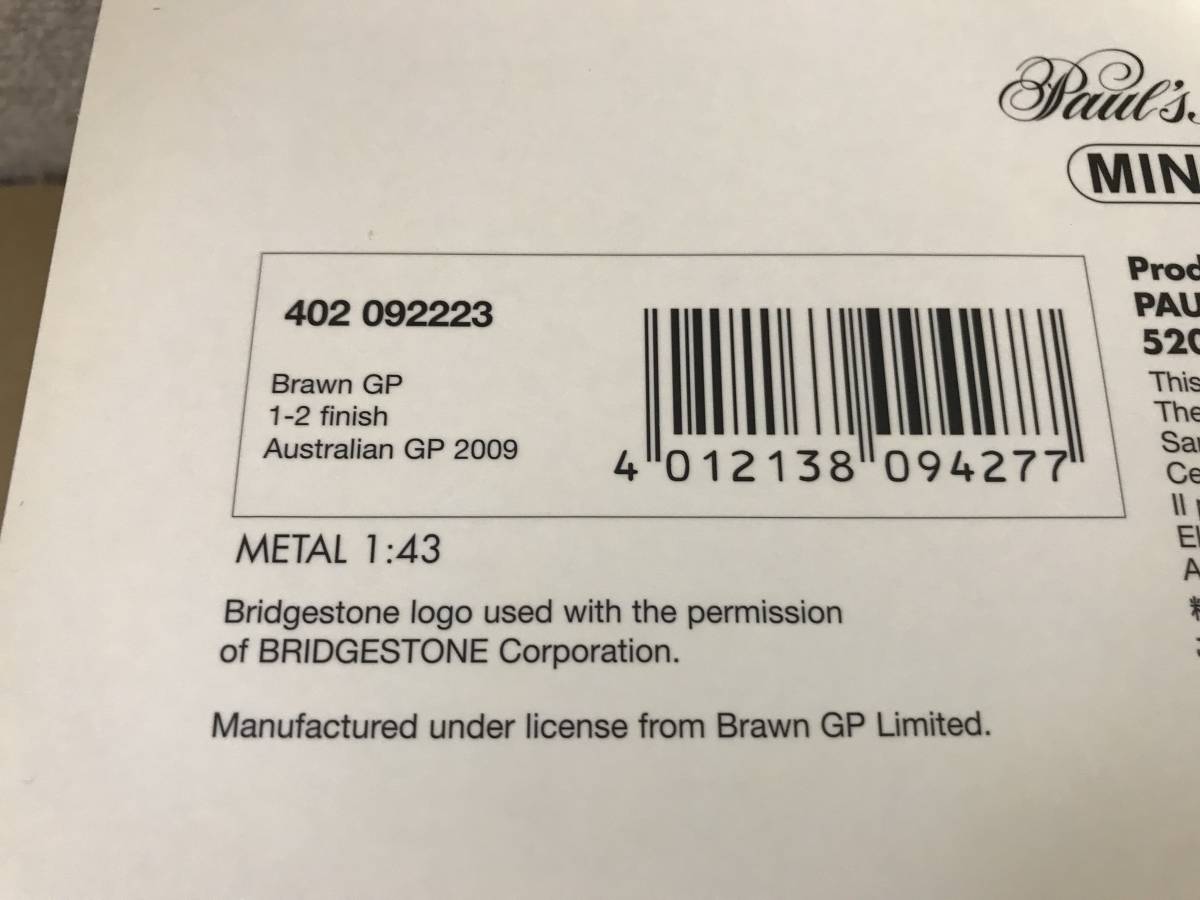 Paul's
MIN
402 092223
Brawn GP
1-2 finish
Australian GP 2009
4 012138 094277
METAL 1:43
Bridgestone logo used with the permission
of BRIDGESTONE Corporation.
Manufactured under license from Brawn GP Limited.
Prod
PAU
520
This
The
Sar
Ce
Il
El
A